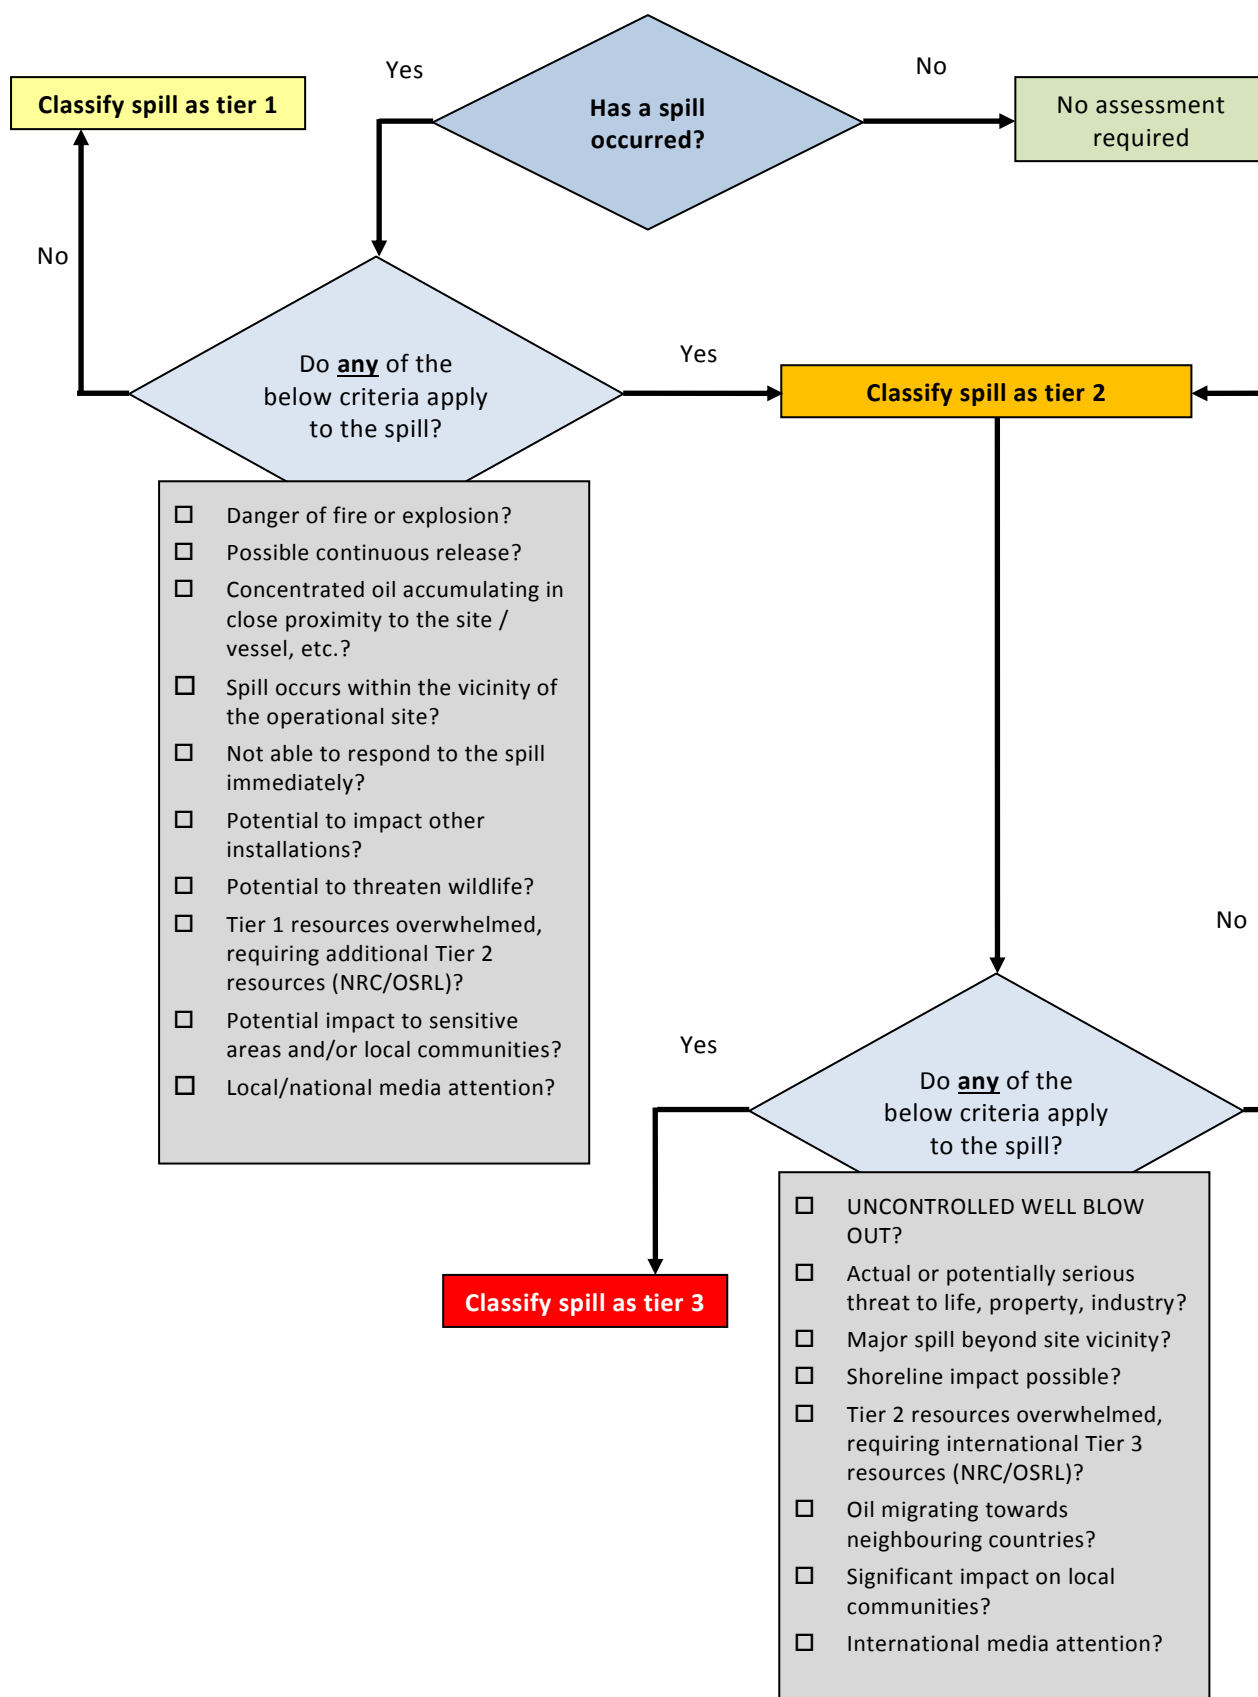 Yes
No
Classify spill as tier 1
Has a spill
occurred?
No assessment
required
No
Do any of the
below criteria apply
to the spill?
Yes
Classify spill as tier 2
Danger of fire or explosion?
Possible continuous release?
Concentrated oil accumulating in
close proximity to the site /
vessel, etc.?
Spill occurs within the vicinity of
the operational site?
Not able to respond to the spill
immediately?
Potential to impact other
installations?
Potential to threaten wildlife?
Tier 1 resources overwhelmed,
requiring additional Tier 2
resources (NRC/OSRL)?
Potential impact to sensitive
areas and/or local communities?
Local/national media attention?
No
Yes
Do any of the
below criteria apply
to the spill?
Classify spill as tier 3
UNCONTROLLED WELL BLOW
OUT?
Actual or potentially serious
threat to life, property, industry?
Major spill beyond site vicinity?
Shoreline impact possible?
Tier 2 resources overwhelmed,
requiring international Tier 3
resources (NRC/OSRL)?
Oil migrating towards
neighbouring countries?
Significant impact on local
communities?
International media attention?